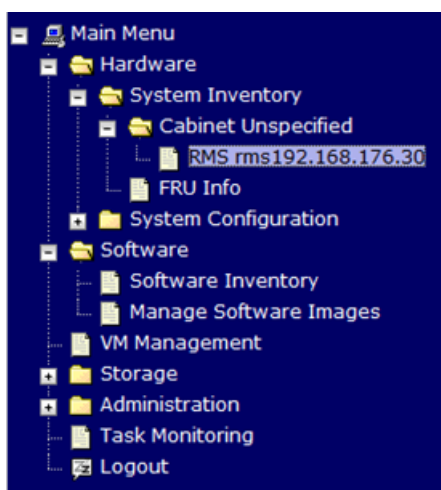 Main Menu
Hardware
System Inventory
Cabinet Unspecified
RMS rms192.168.176.30
FRU Info
System Configuration
Software
Software Inventory
Manage Software Images
VM Management
Storage
Administration
Task Monitoring
Logout